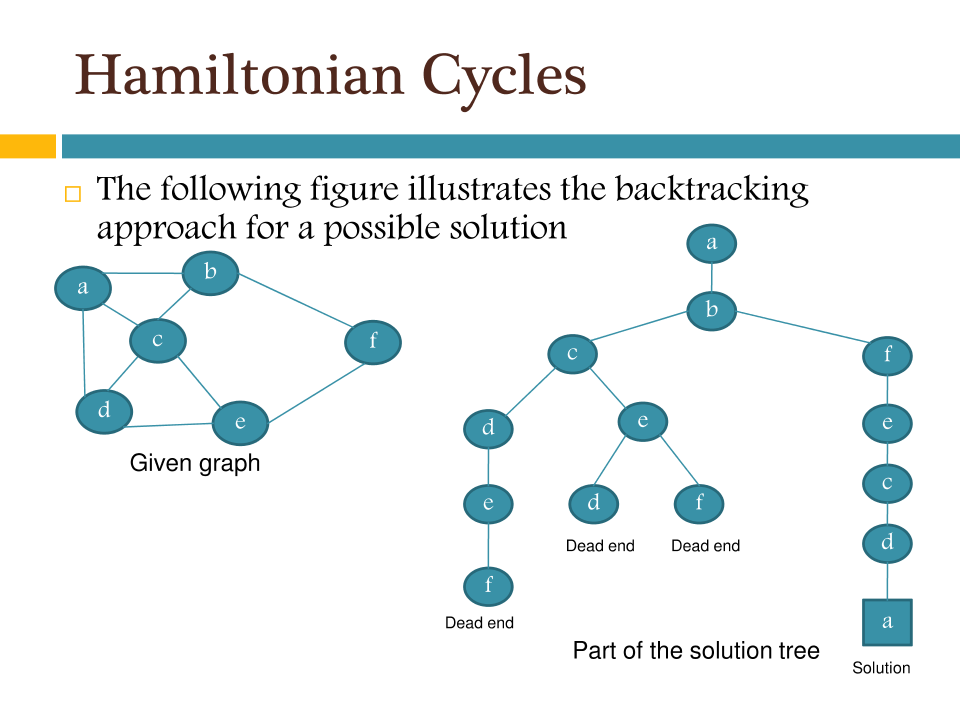 Hamiltonian Cycles
The following figure illustrates the backtracking
approach for a possible solution
a
b
c
f
d
e
Given graph
a
b
c
f
d
e
e
e
d
f
c
Dead end
Dead end
d
f
Dead end
a
Part of the solution tree
Solution